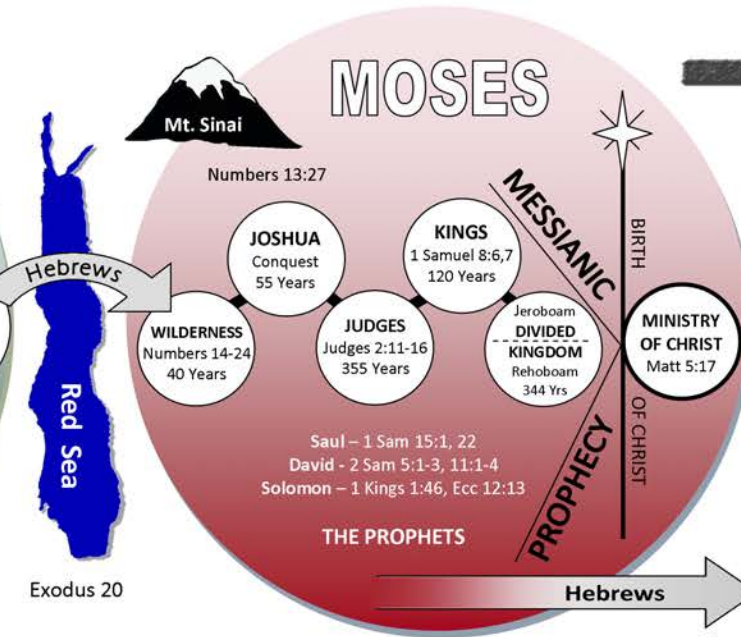 MOSES
Mt. Sinai
Numbers 13:27
Hebrews
Red Sea
Exodus 20
WILDERNESS
Numbers 14-24
40 Years
JOSHUA
Conquest
55 Years
JUDGES
Judges 2:11-16
355 Years
KINGS
1 Samuel 8:6,7
120 Years
Jeroboam
DIVIDED
KINGDOM
Rehoboam
344 Yrs
MESSIANIC
PROPHECY
BIRTH
OF CHRIST
MINISTRY
OF CHRIST
Matt 5:17
Saul – 1 Sam 15:1, 22
David - 2 Sam 5:1-3, 11:1-4
Solomon – 1 Kings 1:46, Ecc 12:13
THE PROPHETS
Hebrews